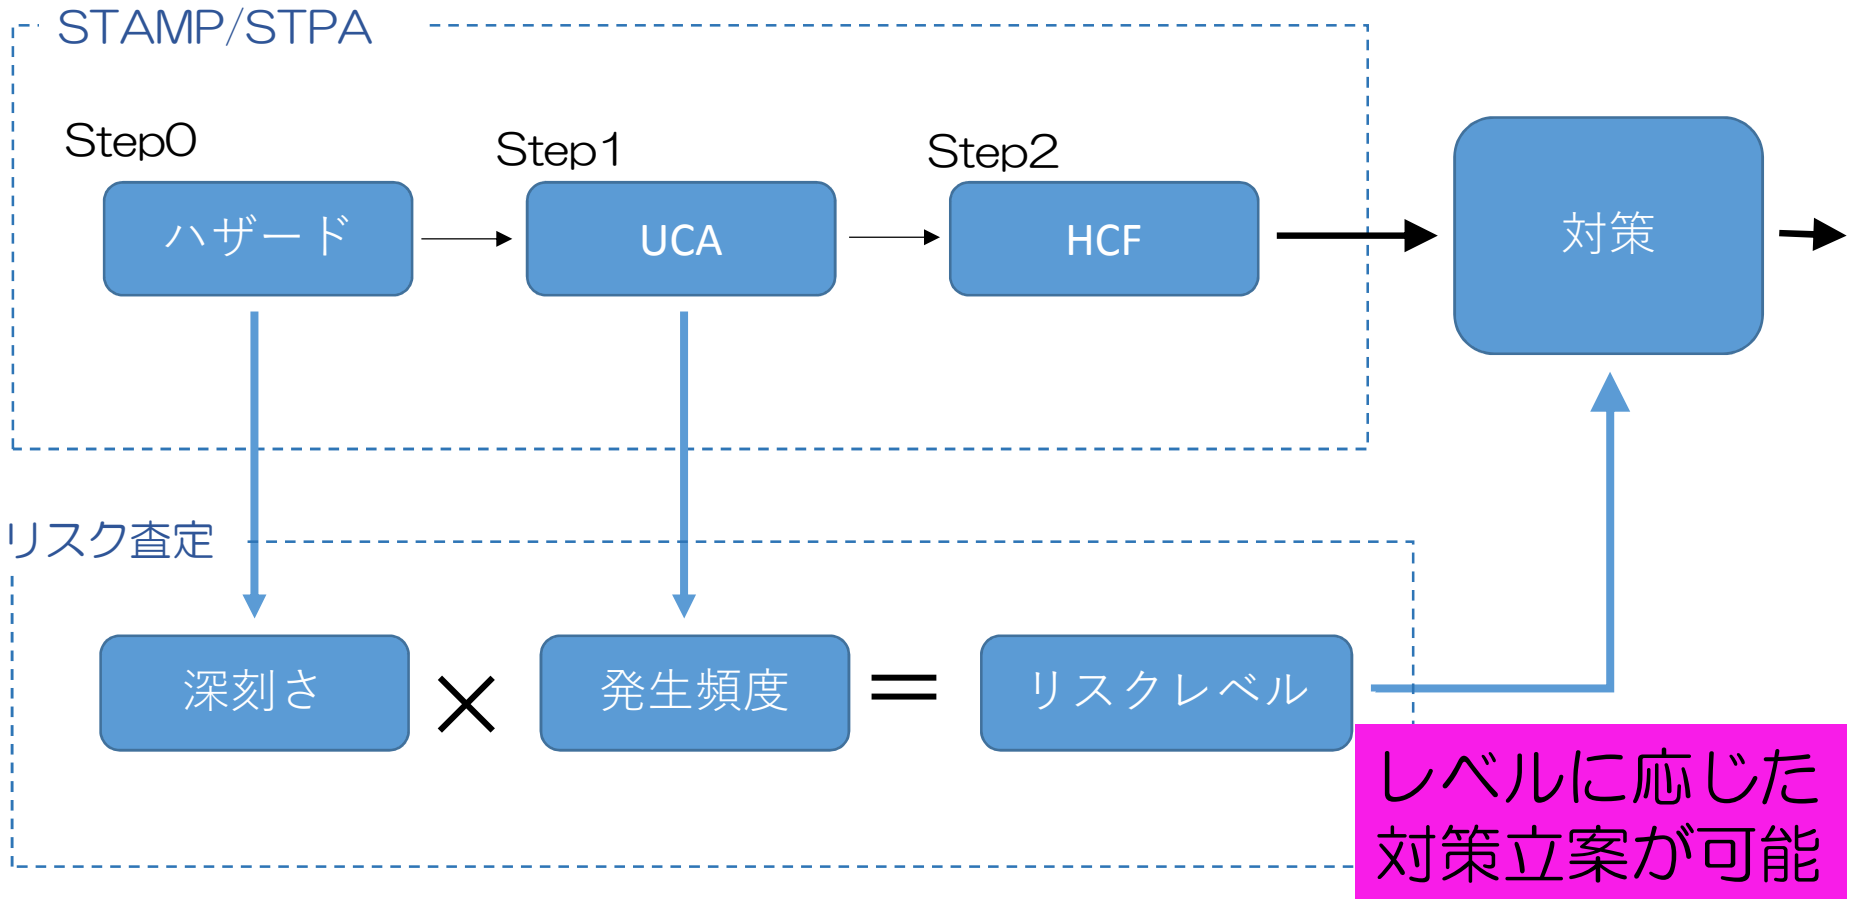 STAMP/STPA
Step0
Step1
Step2
ハザード
UCA
HCF
対策
リスク査定
深刻さ
×
発生頻度
=
リスクレベル
レベルに応じた
対策立案が可能